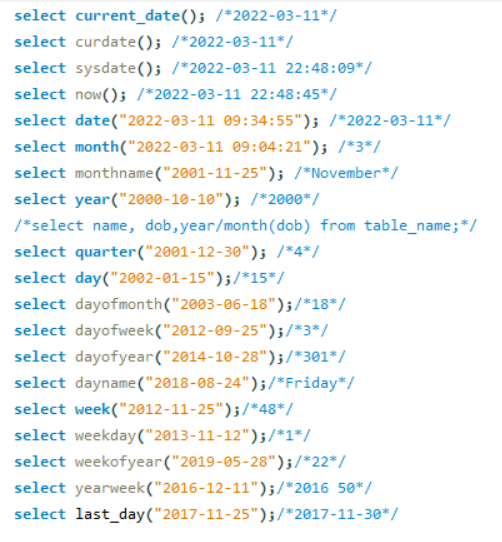 select current_date(); /*2022-03-11*/
select curdate(); /*2022-03-11*/
select sysdate(); /*2022-03-11 22:48:09*/
select now(); /*2022-03-11 22:48:45*/
select date("2022-03-11 09:34:55"); /*2022-03-11*/
select month("2022-03-11 09:04:21"); /*3*/
select monthname("2001-11-25"); /*November*/
select year("2000-10-10"); /*2000*/
/*select name, dob,year/month(dob) from table_name;*/
select quarter("2001-12-30"); /*4*/
select day("2002-01-15");/*15*/
select dayofmonth("2003-06-18");/*18*/
select dayofweek("2012-09-25");/*3*/
select dayofyear("2014-10-28");/*301*/
select dayname("2018-08-24");/*Friday*/
select week("2012-11-25");/*48*/
select weekday("2013-11-12");/*1*/
select weekofyear("2019-05-28");/*22*/
select yearweek("2016-12-11");/*2016 50*/
select last_day("2017-11-25");/*2017-11-30*/